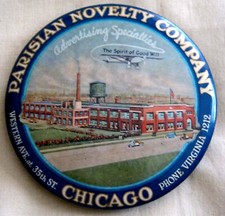 PARISIAN NOVELTY COMPANY
Advertising Specialties
The Spirit of Good Will
WESTERN AVE. at 35th ST.
CHICAGO
PHONE VIRGINIA 1212